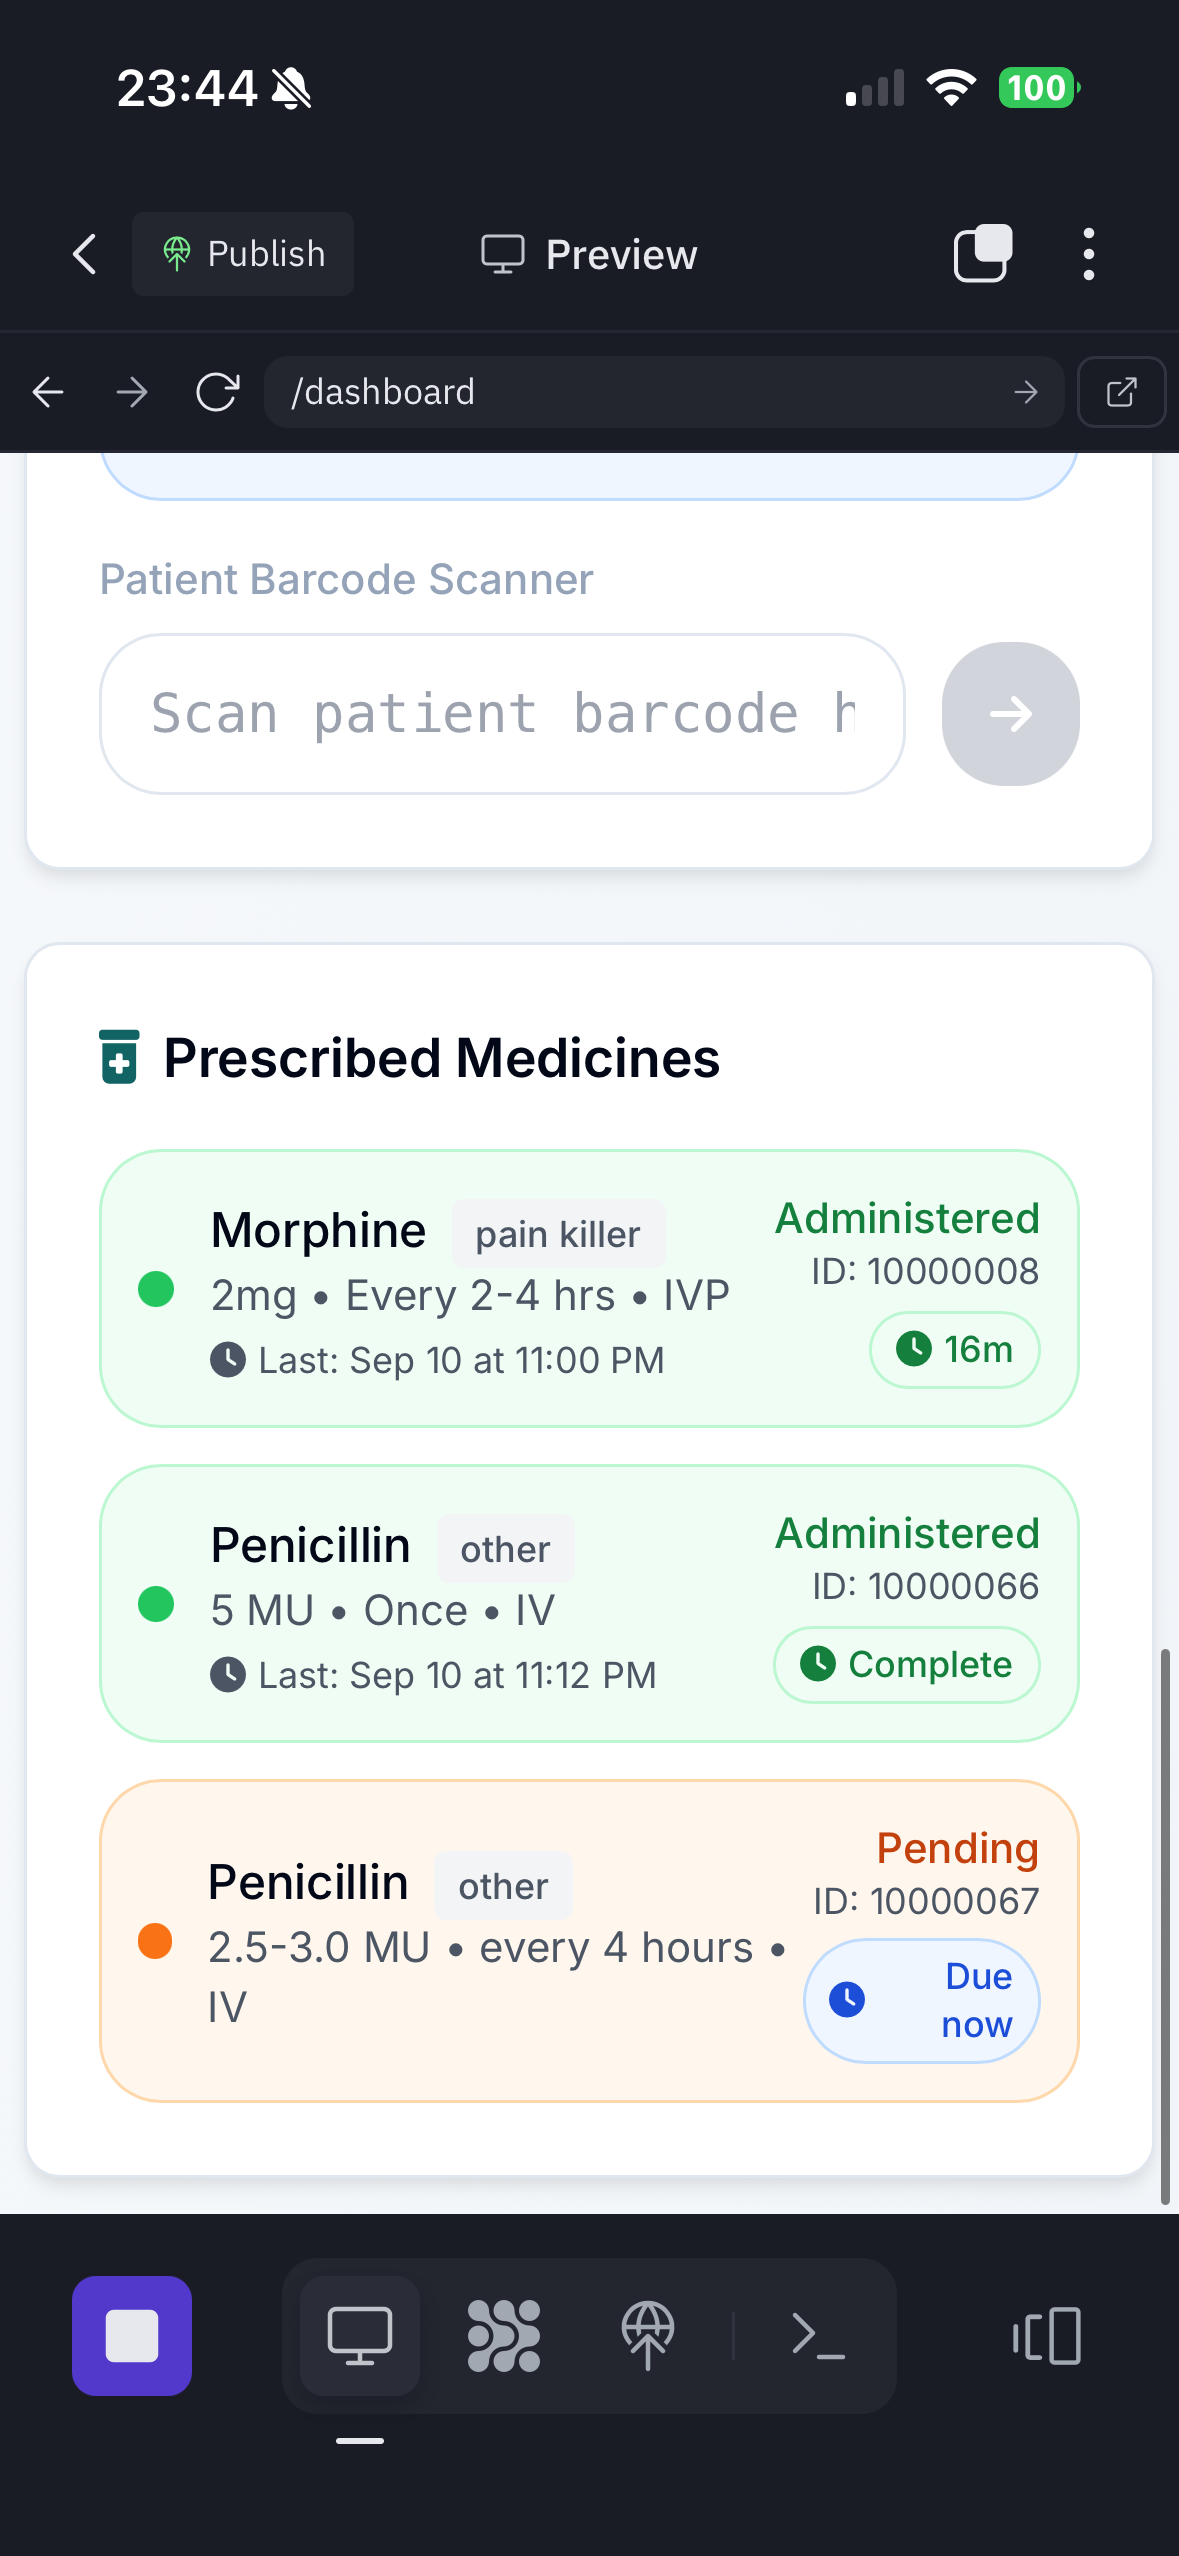 23:44
100
Publish
Preview
/dashboard
Patient Barcode Scanner
Scan patient barcode
Prescribed Medicines
Morphine pain killer
Administered
2mg • Every 2-4 hrs • IVP
ID: 10000008
Last: Sep 10 at 11:00 PM
16m
Penicillin other
Administered
5 MU • Once • IV
ID: 10000066
Last: Sep 10 at 11:12 PM
Complete
Penicillin other
Pending
2.5-3.0 MU • every 4 hours •
IV
ID: 10000067
Due
now